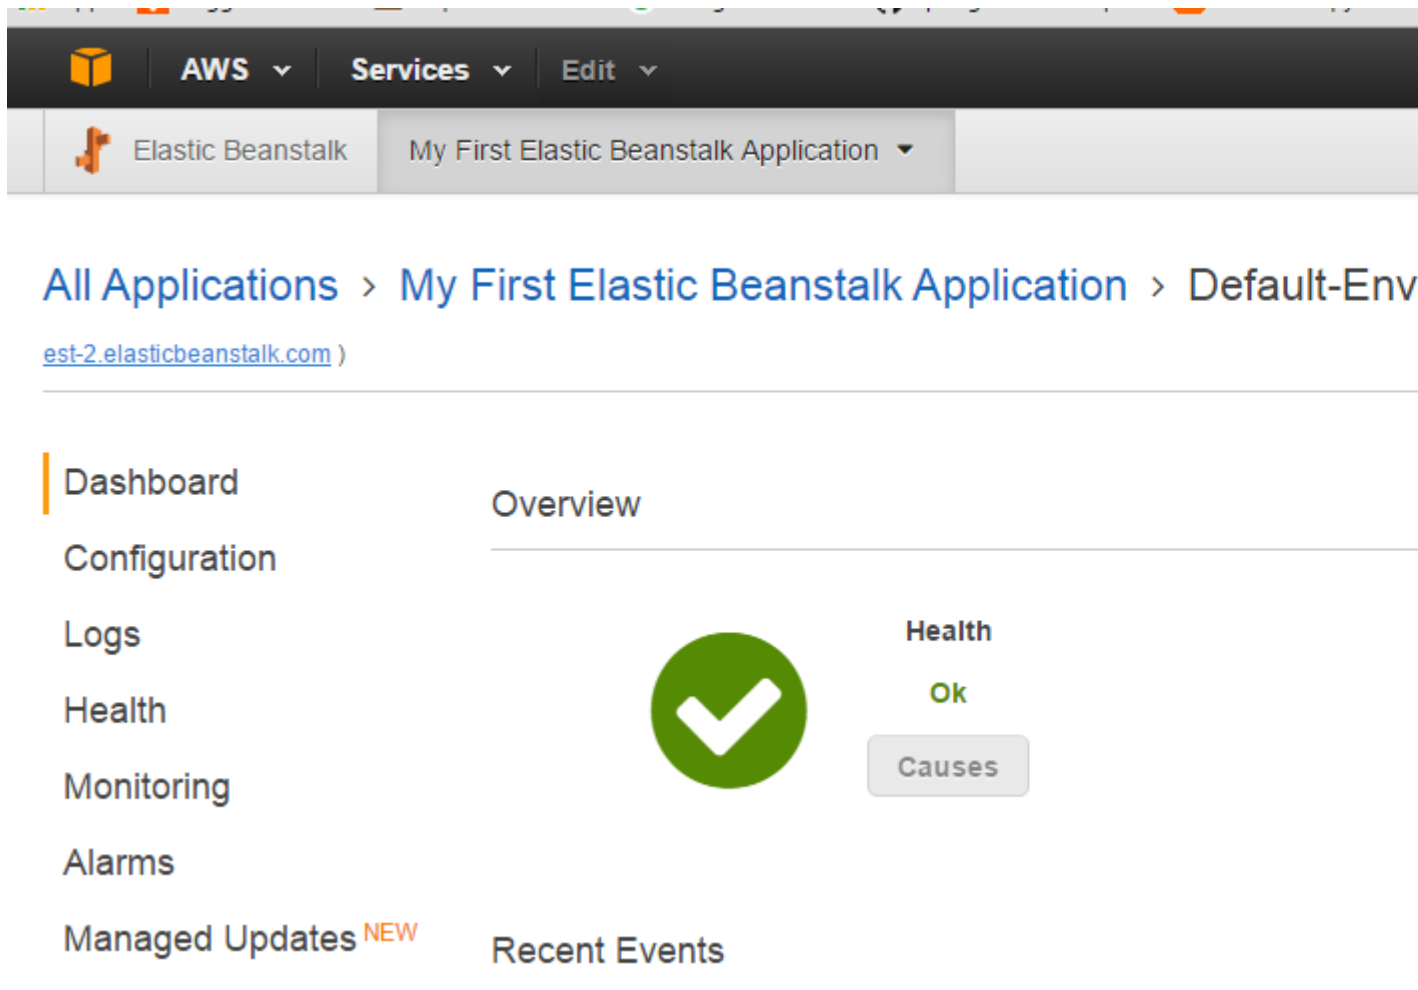 AWS Services Edit
Elastic Beanstalk My First Elastic Beanstalk Application
All Applications > My First Elastic Beanstalk Application > Default-Env
est-2.elasticbeanstalk.com )
Dashboard
Configuration
Logs
Health
Monitoring
Alarms
Managed Updates NEW
Overview
Health
Ok
Causes
Recent Events